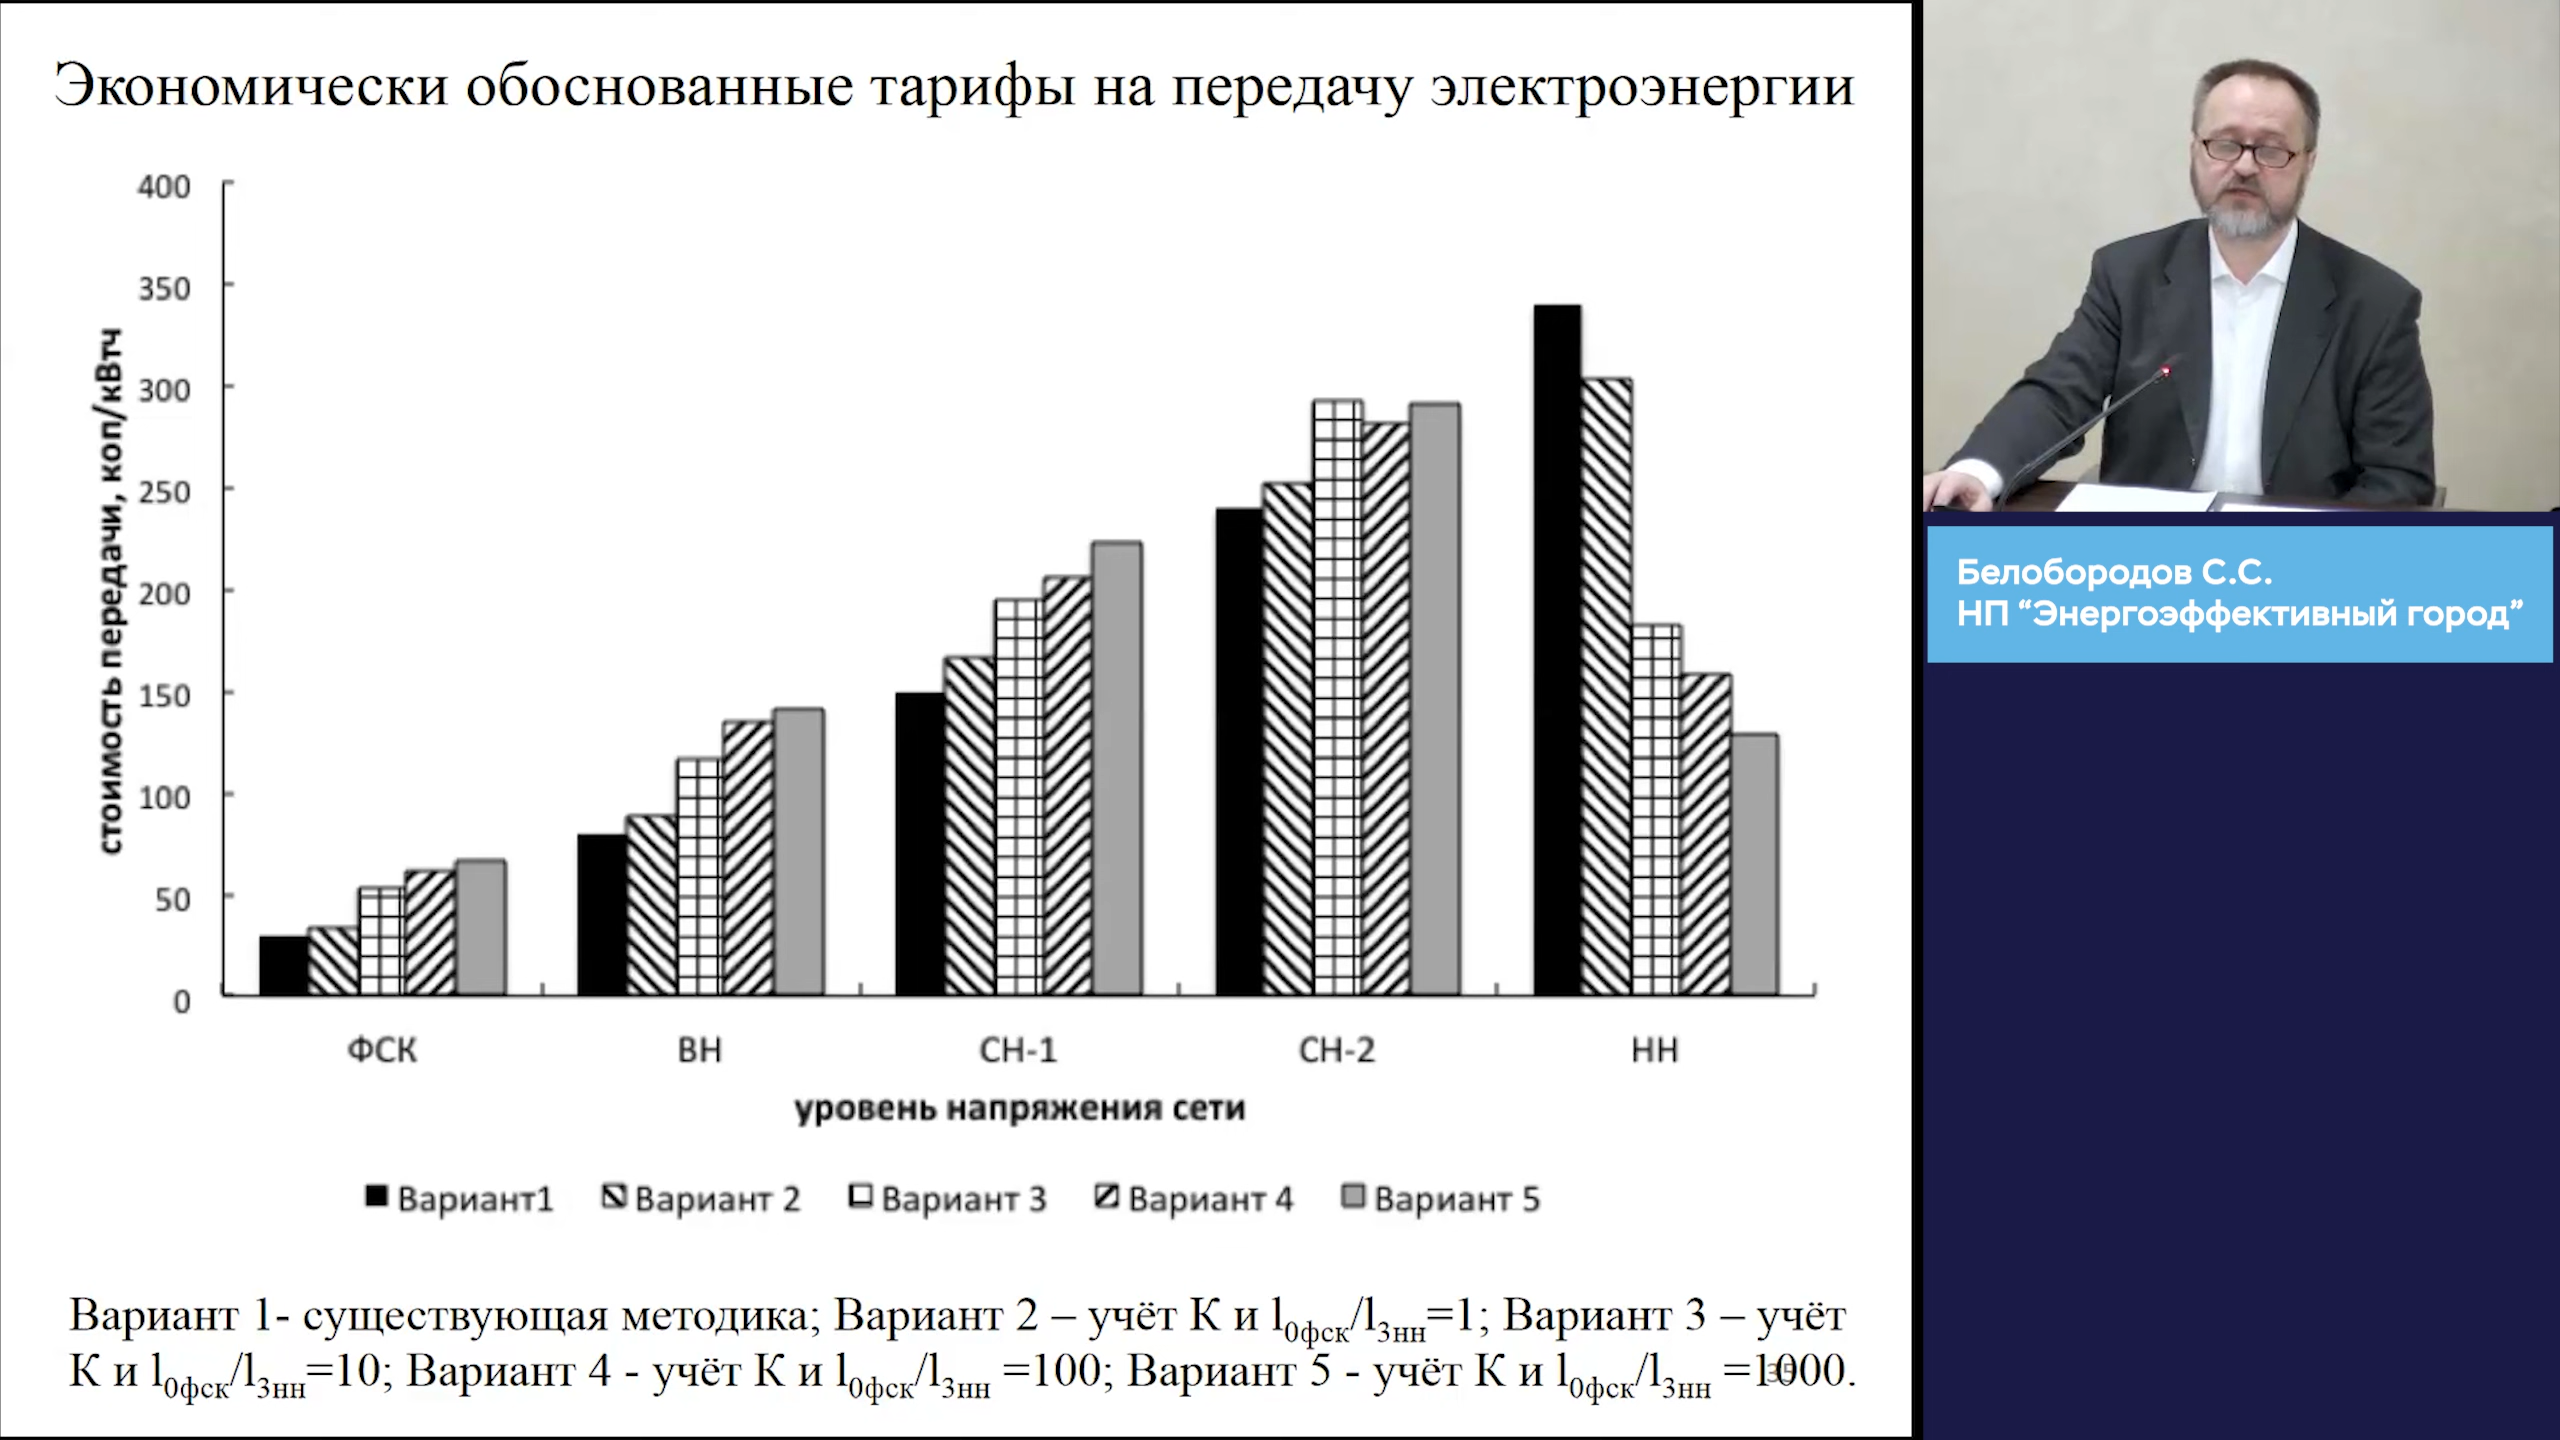 Экономически обоснованные тарифы на передачу электроэнергии
стоимость передачи, коп/кВтч
400
350
300
250
200
150
100
50
0
ФСК ВН СН-1 СН-2 НН
уровень напряжения сети
Вариант1 Вариант 2 Вариант 3 Вариант 4 Вариант 5
Вариант 1- существующая методика; Вариант 2 – учёт К и l0фск/l3нн=1; Вариант 3 – учёт
К и l0фск/l3нн=10; Вариант 4 - учёт К и l0фск/l3нн =100; Вариант 5 - учёт К и l0фск/l3нн =1000.
Белобородов С.С.
НП “Энергоэффективный город”